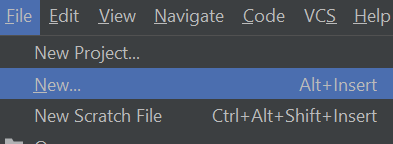 File Edit View Navigate Code VCS Help
New Project...
New... Alt+Insert
New Scratch File Ctrl+Alt+Shift+Insert